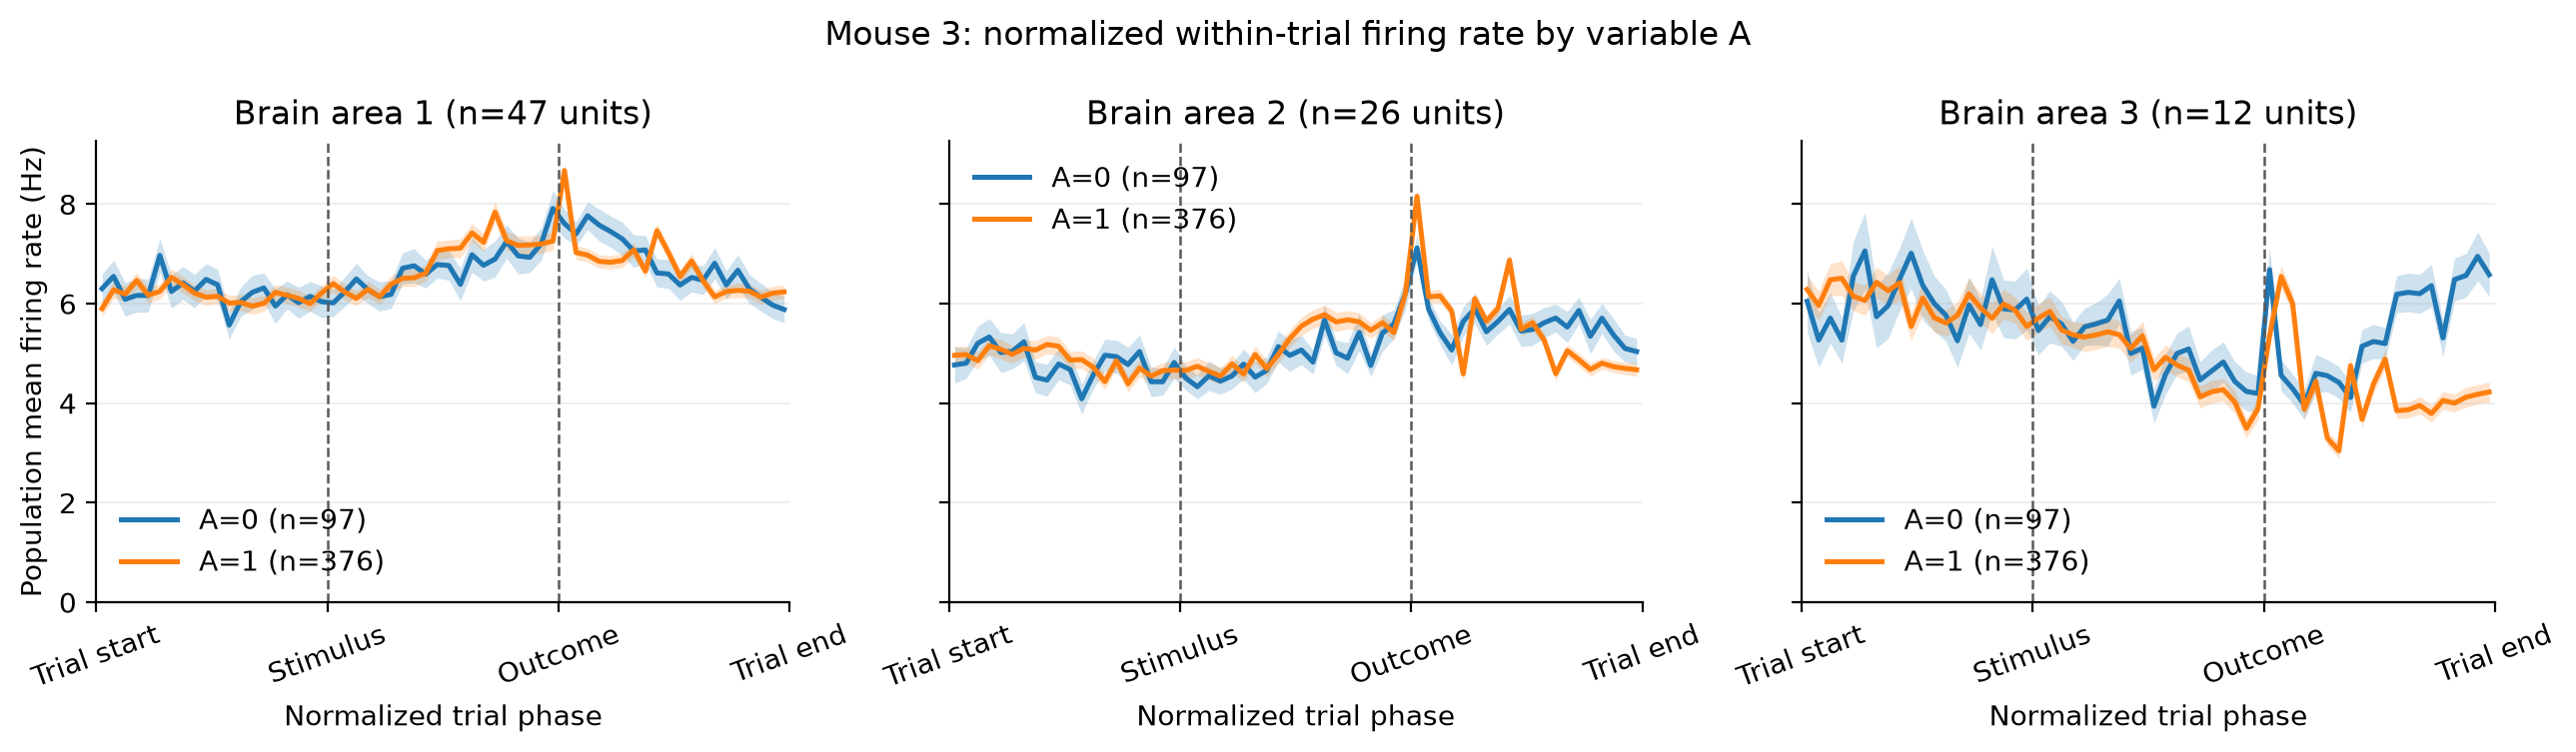 Mouse 3: normalized within-trial firing rate by variable A
Brain area 1 (n=47 units)
Population mean firing rate (Hz)
8
6
4
2
0
A=0 (n=97)
A=1 (n=376)
Trial start
Stimulus
Outcome
Trial end
Normalized trial phase
Brain area 2 (n=26 units)
A=0 (n=97)
A=1 (n=376)
Trial start
Stimulus
Outcome
Trial end
Normalized trial phase
Brain area 3 (n=12 units)
A=0 (n=97)
A=1 (n=376)
Trial start
Stimulus
Outcome
Trial end
Normalized trial phase